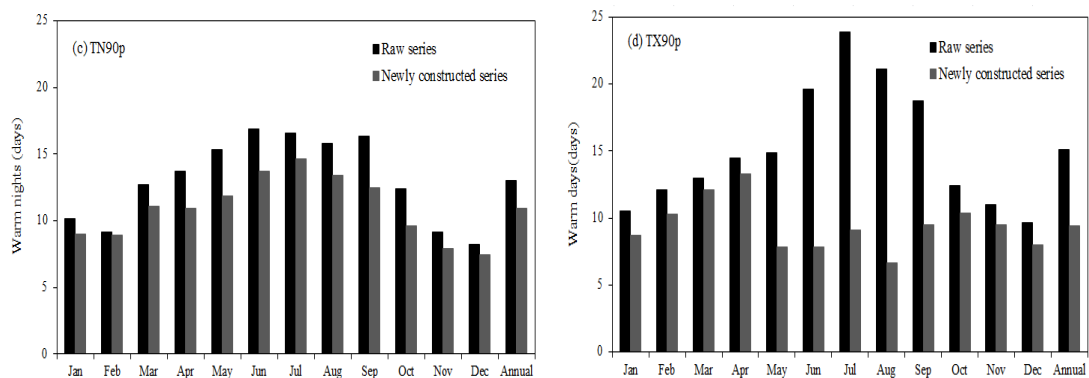 (c) TN90p
Raw series
Newly constructed series
Warm nights (days)
25
20
15
10
5
0
Jan Feb Mar Apr May Jun Jul Aug Sep Oct Nov Dec Annual
(d) TX90p
Raw series
Newly constructed series
Warm days(days)
25
20
15
10
5
0
Jan Feb Mar Apr May Jun Jul Aug Sep Oct Nov Dec Annual